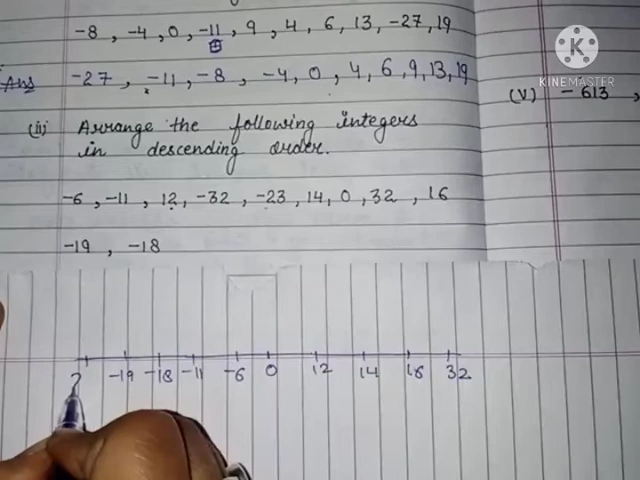 -8, -4, 0, -11, 9, 4, 6, 13, -27, 19
Ans -27, -11, -8, -4, 0, 4, 6, 9, 13, 19
(V) -613,
(ii) Arrange the following integers
in descending order.
-6, -11, 12, -32, -23, 14, 0, 32, 16
-19, -18
-19 -18 -11 -6 0 12 14 16 32
KINEMASTER